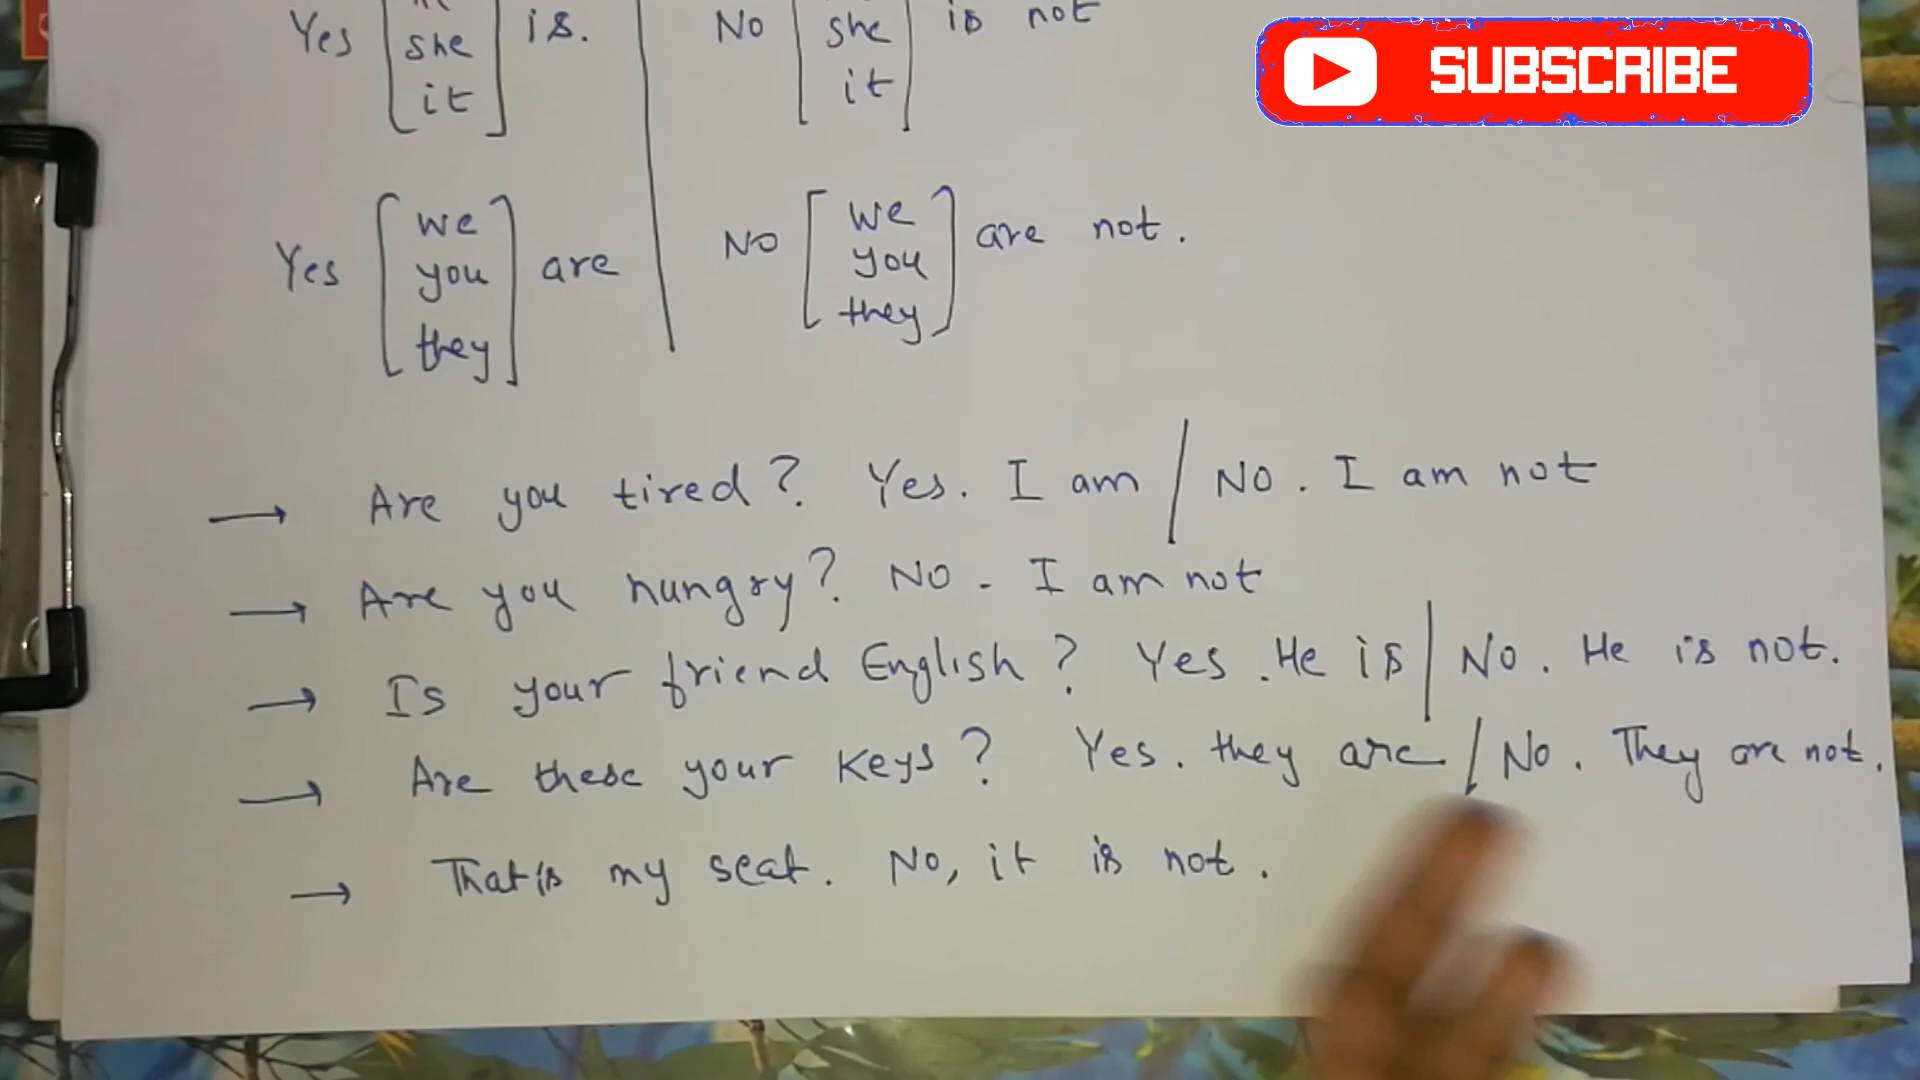 Yes she is. No she is not
it it
SUBSCRIBE
we we
Yes you are No you are not.
they they
Are you tired? Yes. I am / No. I am not
Are you hungry? No - I am not
Is your friend English? Yes. He is | No. He is not.
Are these your keys? Yes. they are / No. They are not.
That is my seat. No, it is not.